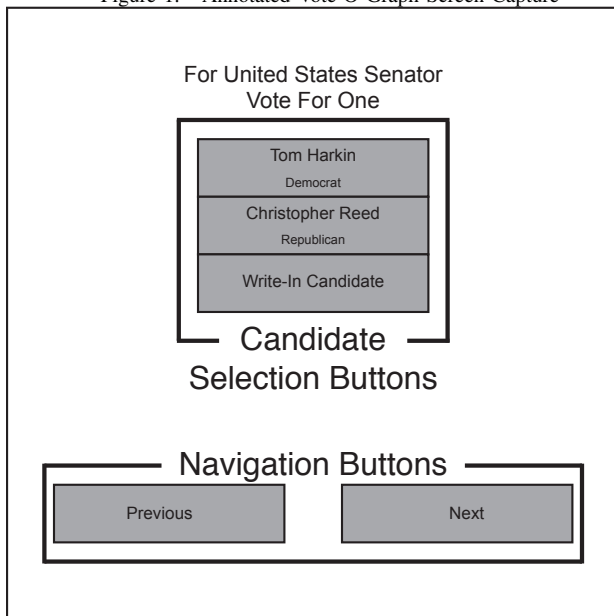 Figure 1. Annotated Vote-O-Graph Screen Capture
For United States Senator
Vote For One
Tom Harkin
Democrat
Christopher Reed
Republican
Write-In Candidate
Candidate
Selection Buttons
Navigation Buttons
Previous
Next